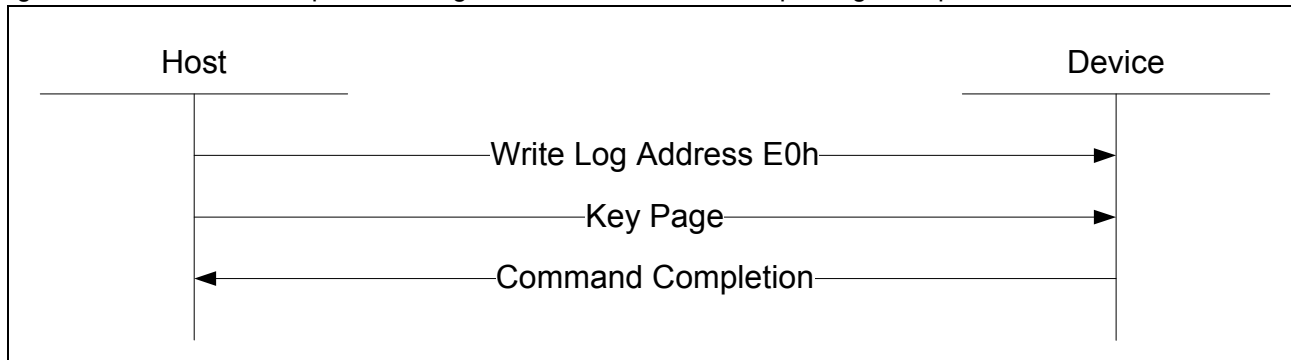 Host
Device
Write Log Address E0h
Key Page
Command Completion